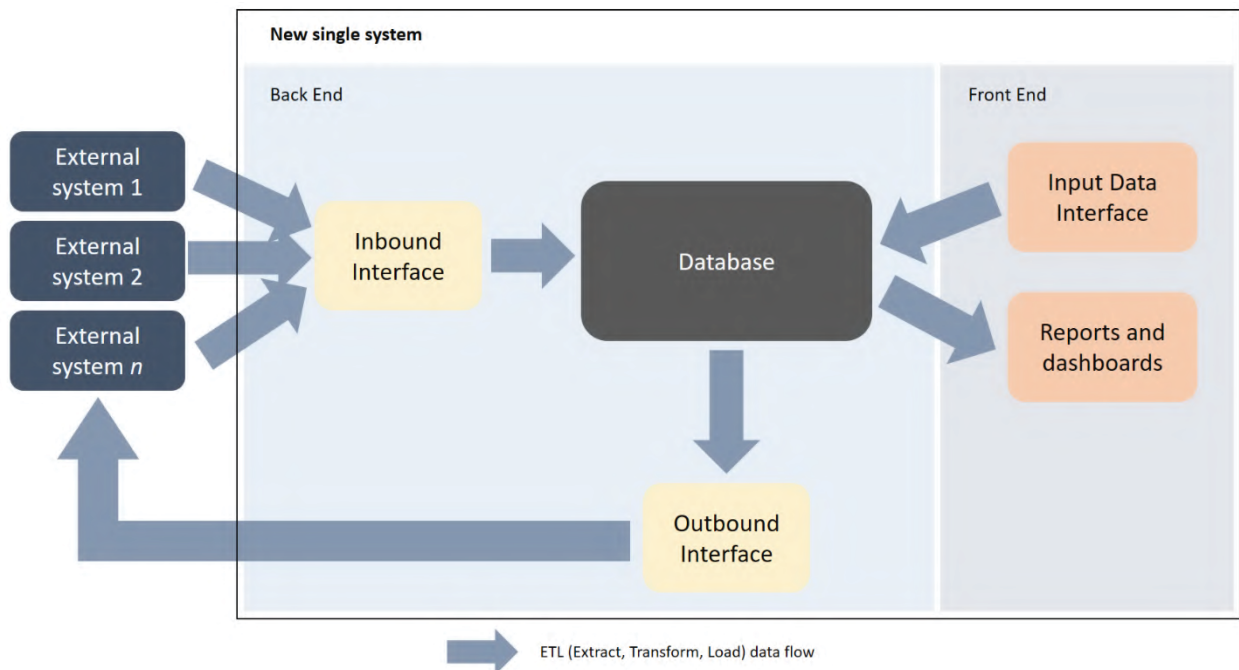 New single system
Back End
Front End
External
system 1
External
system 2
External
system n
Inbound
Interface
Database
Input Data
Interface
Reports and
dashboards
Outbound
Interface
ETL (Extract, Transform, Load) data flow